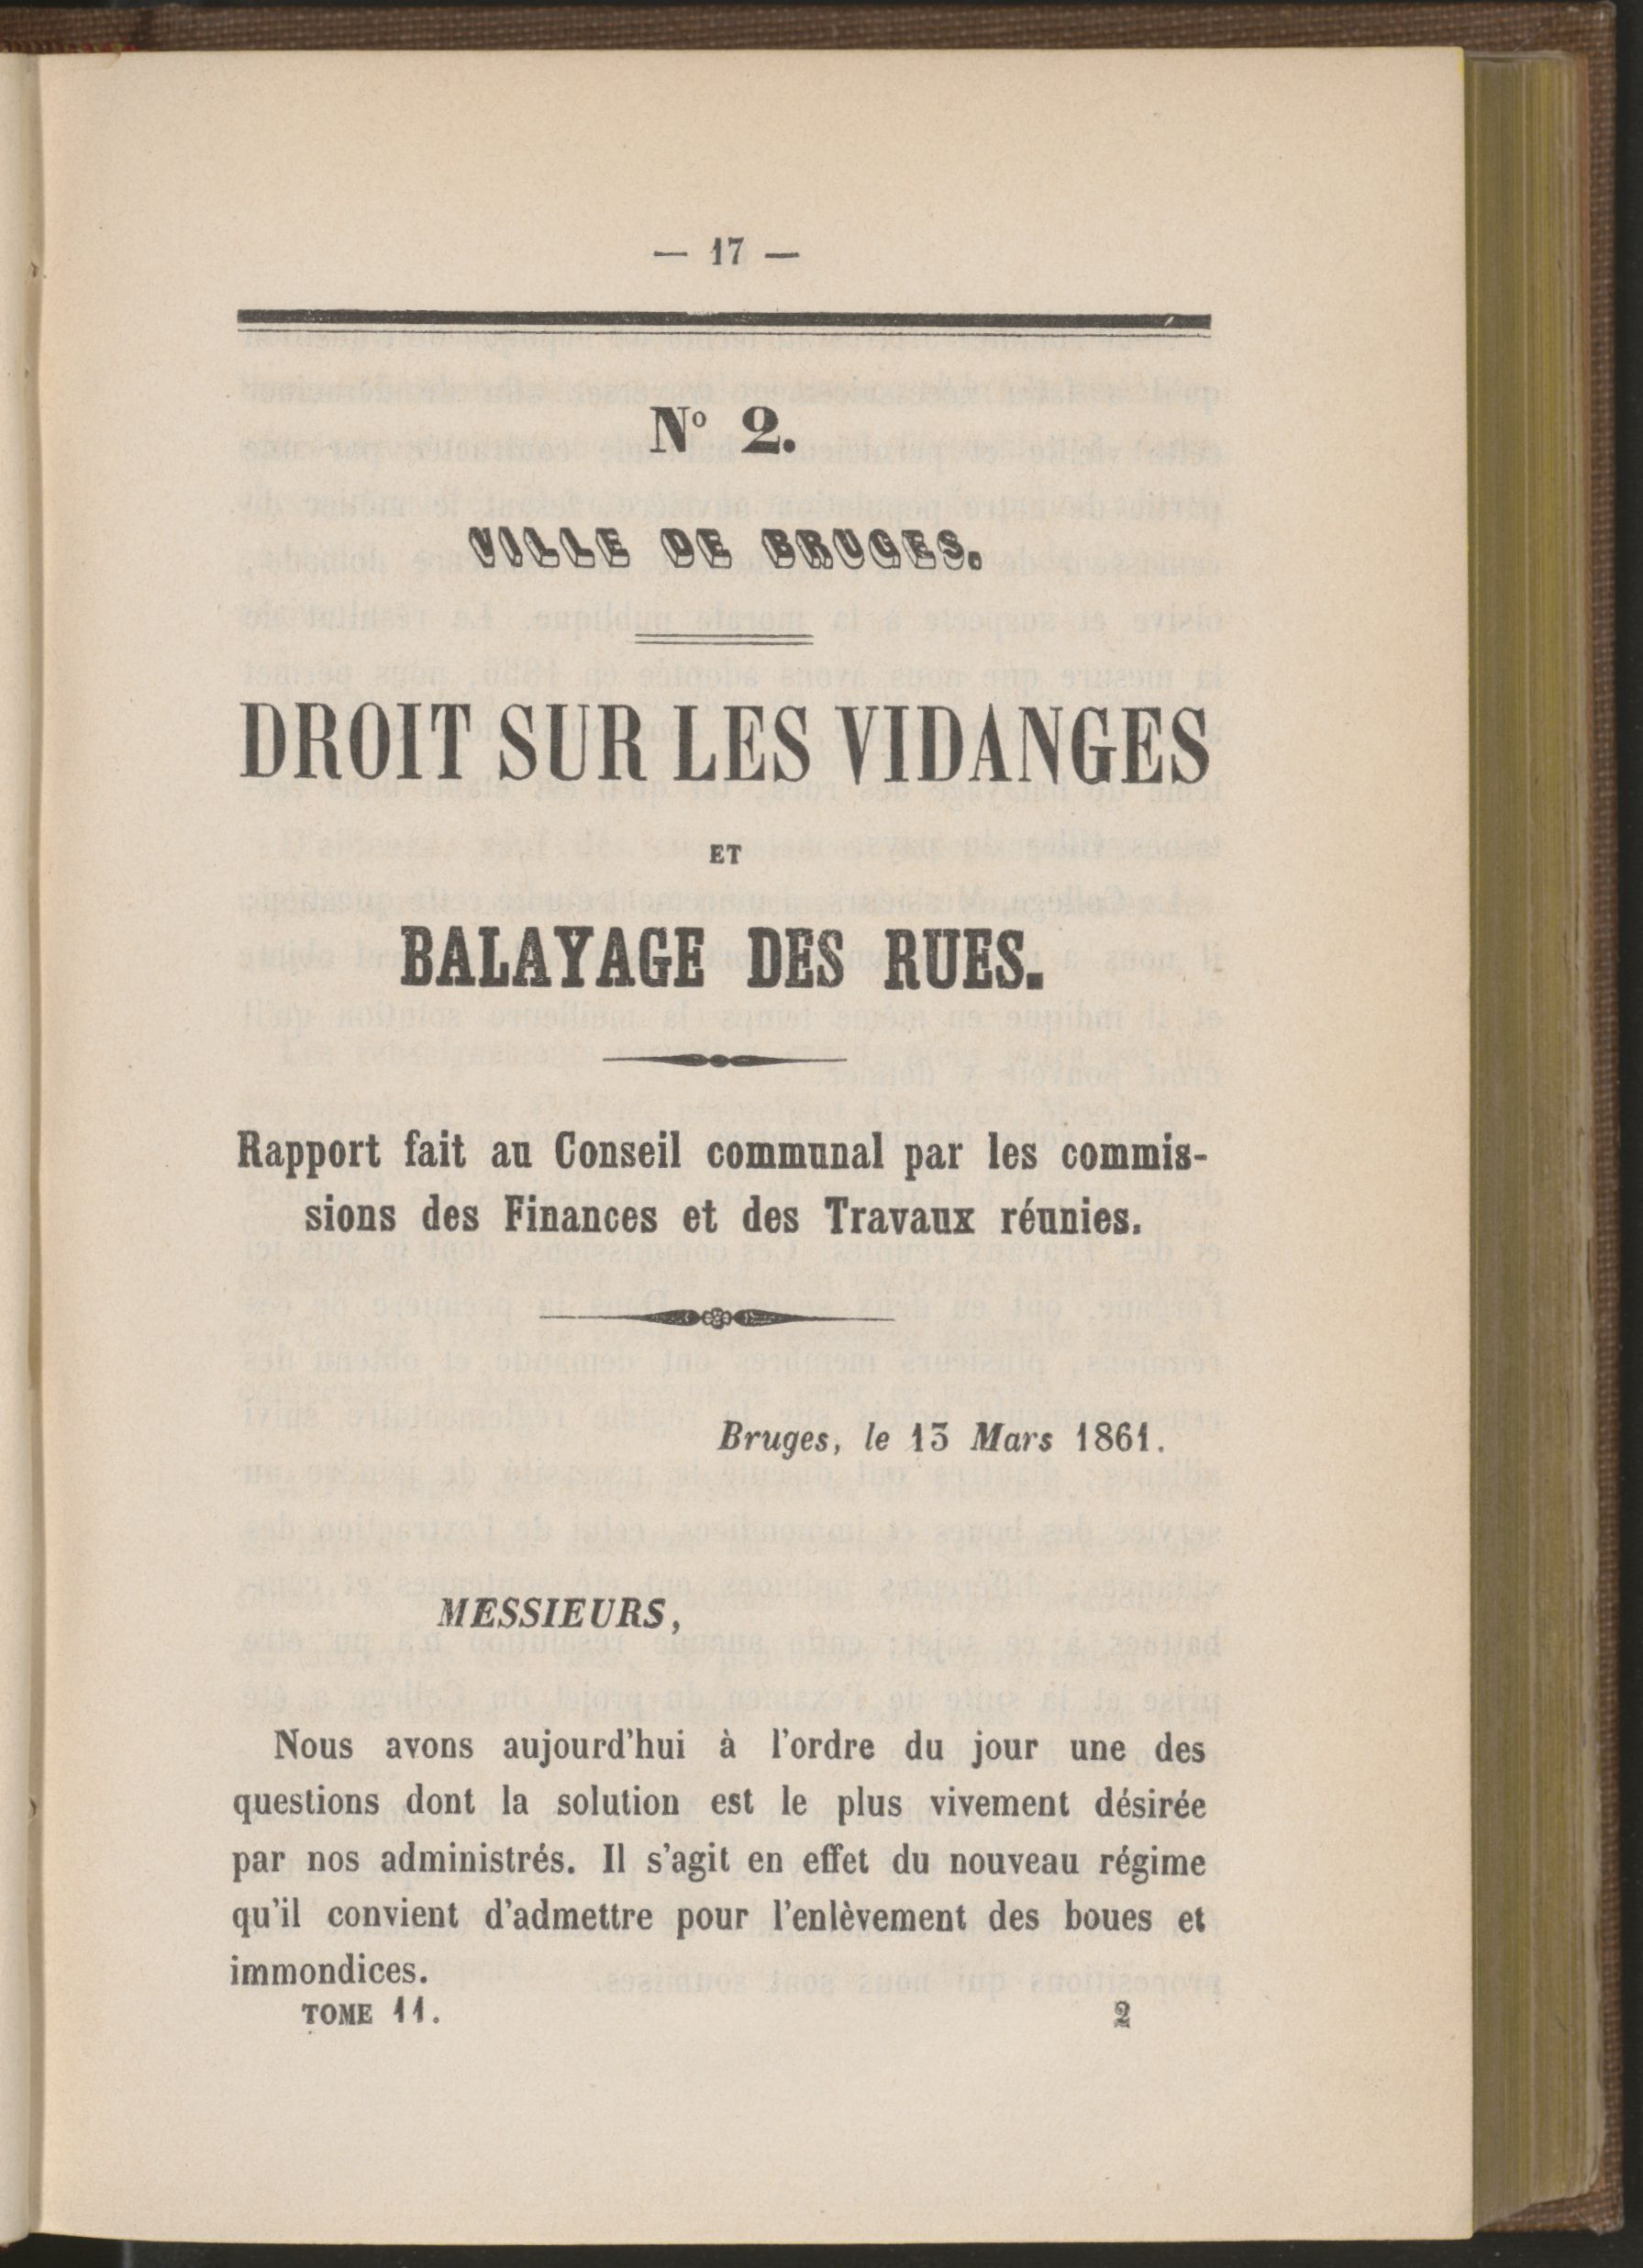 — 17 —
Nº 2.
VILLE DE BRUGES.
DROIT SUR LES VIDANGES
ET
BALAYAGE DES RUES.
Rapport fait au Conseil communal par les commis-
sions des Finances et des Travaux réunies.
Bruges, le 13 Mars 1861.
MESSIEURS,
Nous avons aujourd'hui à l'ordre du jour une des
questions dont la solution est le plus vivement désirée
par nos administrés. Il s'agit en effet du nouveau régime
qu'il convient d'admettre pour l'enlèvement des boues et
immondices.
TOME 11. 2